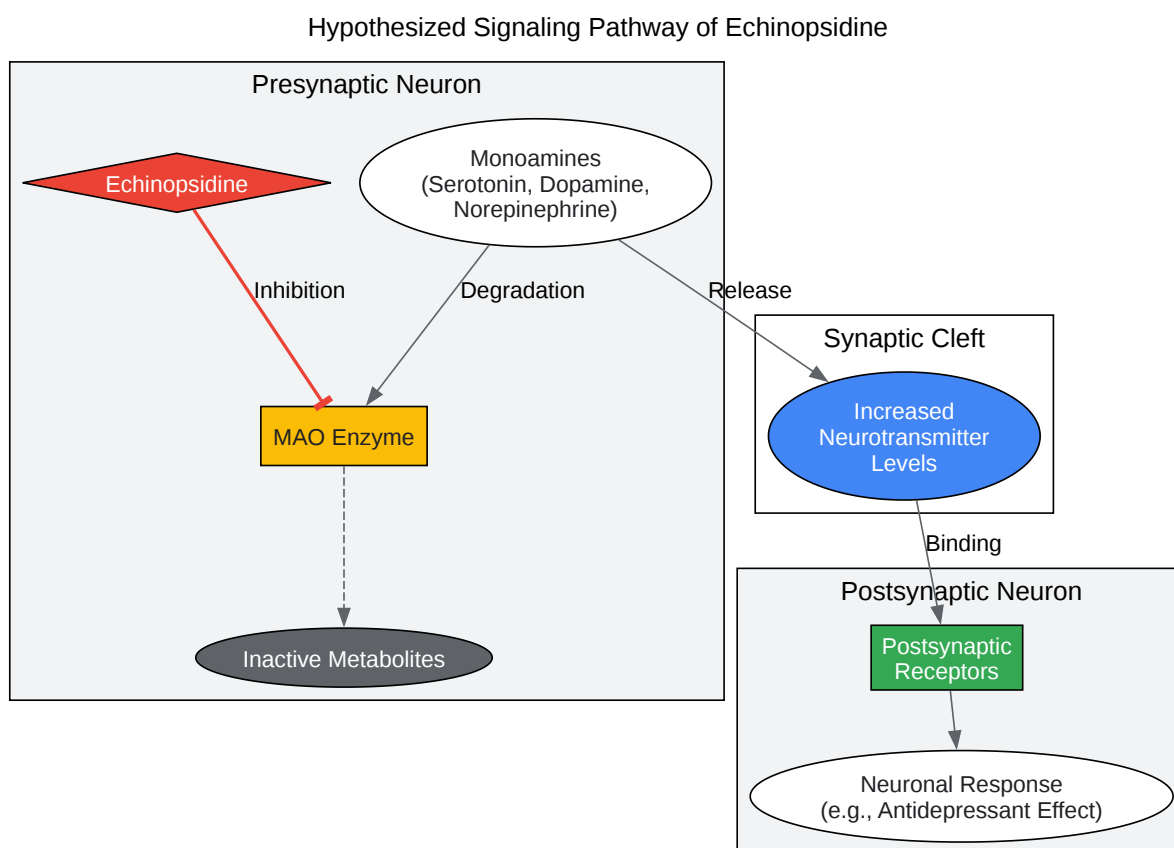 Hypothesized Signaling Pathway of Echinopsidine
Presynaptic Neuron
Echinopsidine
Monoamines
(Serotonin, Dopamine,
Norepinephrine)
Inhibition
Degradation
Release
MAO Enzyme
Inactive Metabolites
Synaptic Cleft
Increased
Neurotransmitter
Levels
Binding
Postsynaptic Neuron
Postsynaptic
Receptors
Neuronal Response
(e.g., Antidepressant Effect)